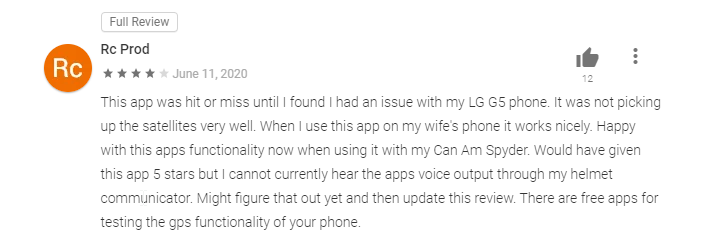 Full Review
Rc Prod
Rc
June 11, 2020
12
This app was hit or miss until I found I had an issue with my LG G5 phone. It was not picking
up the satellites very well. When I use this app on my wife's phone it works nicely. Happy
with this apps functionality now when using it with my Can Am Spyder. Would have given
this app 5 stars but I cannot currently hear the apps voice output through my helmet
communicator. Might figure that out yet and then update this review. There are free apps for
testing the gps functionality of your phone.